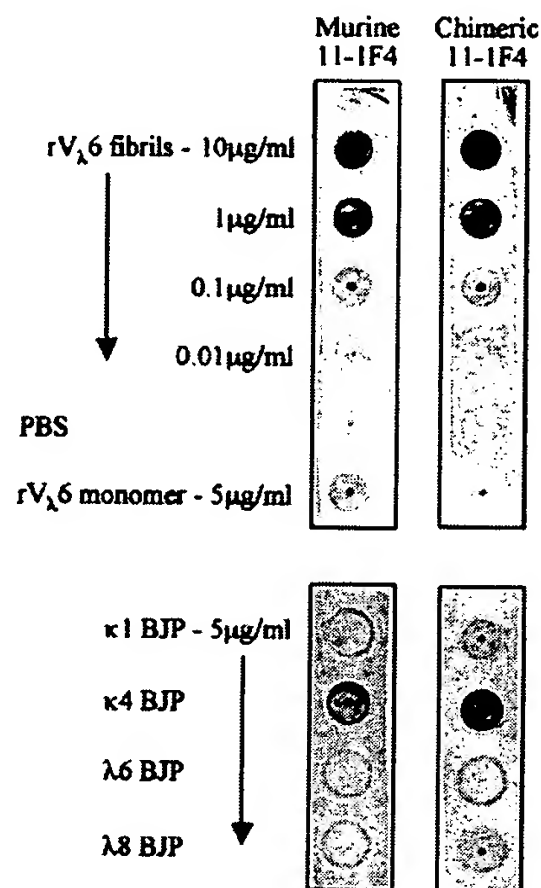 Murine Chimeric
11-1F4 11-1F4
rVλ6 fibrils - 10µg/ml
1µg/ml
0.1µg/ml
0.01µg/ml
PBS
rVλ6 monomer - 5µg/ml
κ1 BJP - 5µg/ml
κ4 BJP
λ6 BJP
λ8 BJP